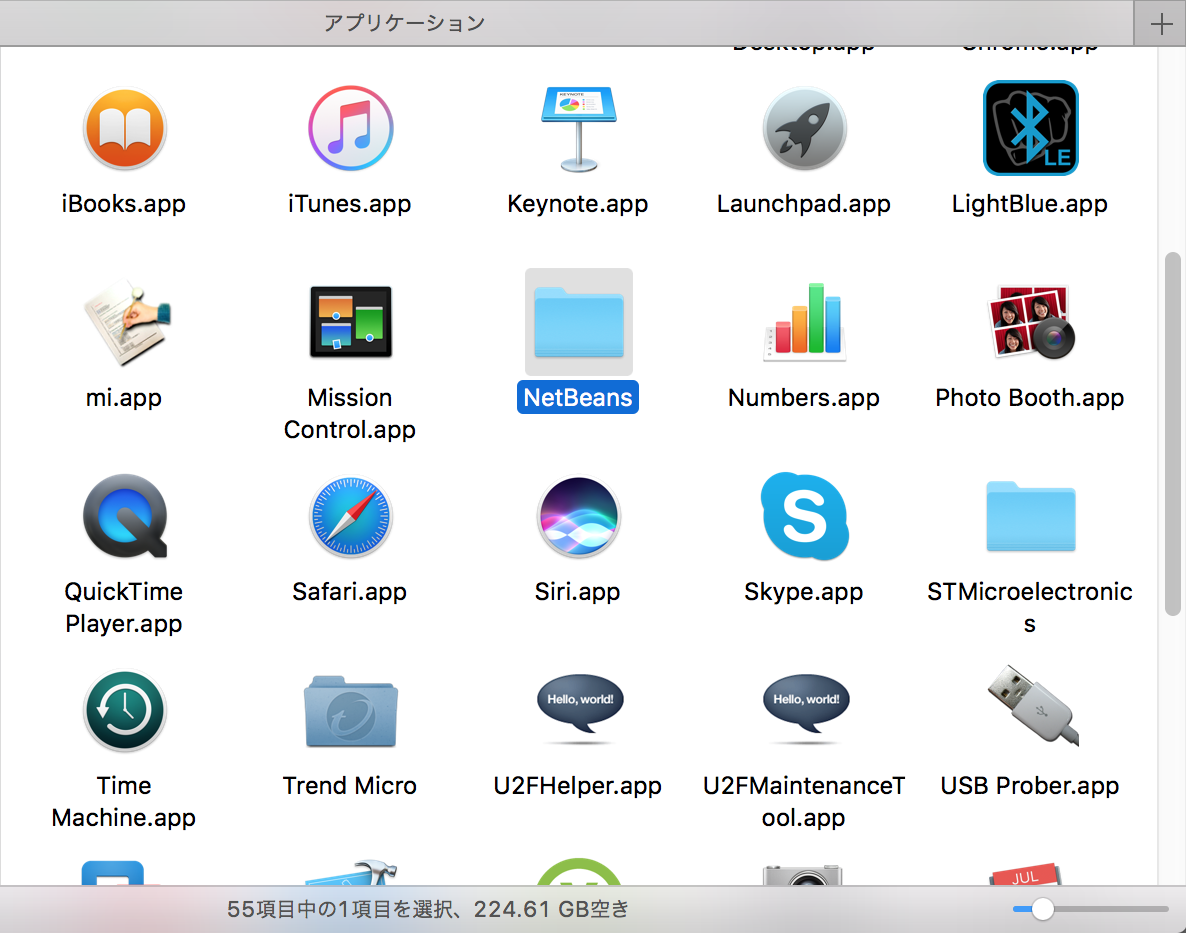 アプリケーション
Desktop.app
Chrome.app
KEYNOTE
LE
iBooks.app
iTunes.app
Keynote.app
Launchpad.app
LightBlue.app
mi.app
Mission
Control.app
NetBeans
Numbers.app
Photo Booth.app
S
QuickTime
Player.app
Safari.app
Siri.app
Skype.app
STMicroelectronic
s
Hello, world!
Hello, world!
Time
Machine.app
Trend Micro
U2FHelper.app
U2FMaintenanceT
ool.app
USB Prober.app
JUL
55項目中の1項目を選択、224.61 GB空き